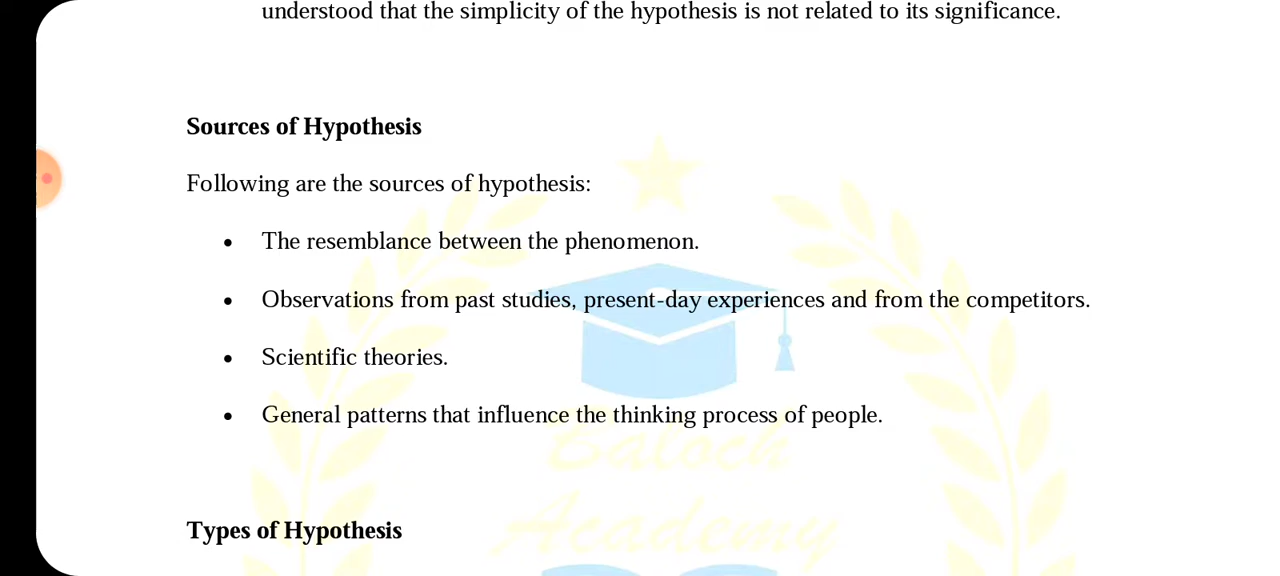 understood that the simplicity of the hypothesis is not related to its significance.
Sources of Hypothesis
Following are the sources of hypothesis:
• The resemblance between the phenomenon.
• Observations from past studies, present-day experiences and from the competitors.
• Scientific theories.
• General patterns that influence the thinking process of people.
Baloch
Academy
Types of Hypothesis